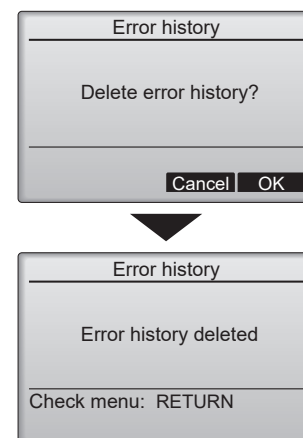 Error history
Delete error history?
Cancel OK
Error history
Error history deleted
Check menu: RETURN